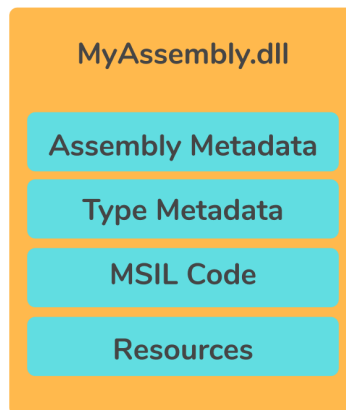 MyAssembly.dll
Assembly Metadata
Type Metadata
MSIL Code
Resources